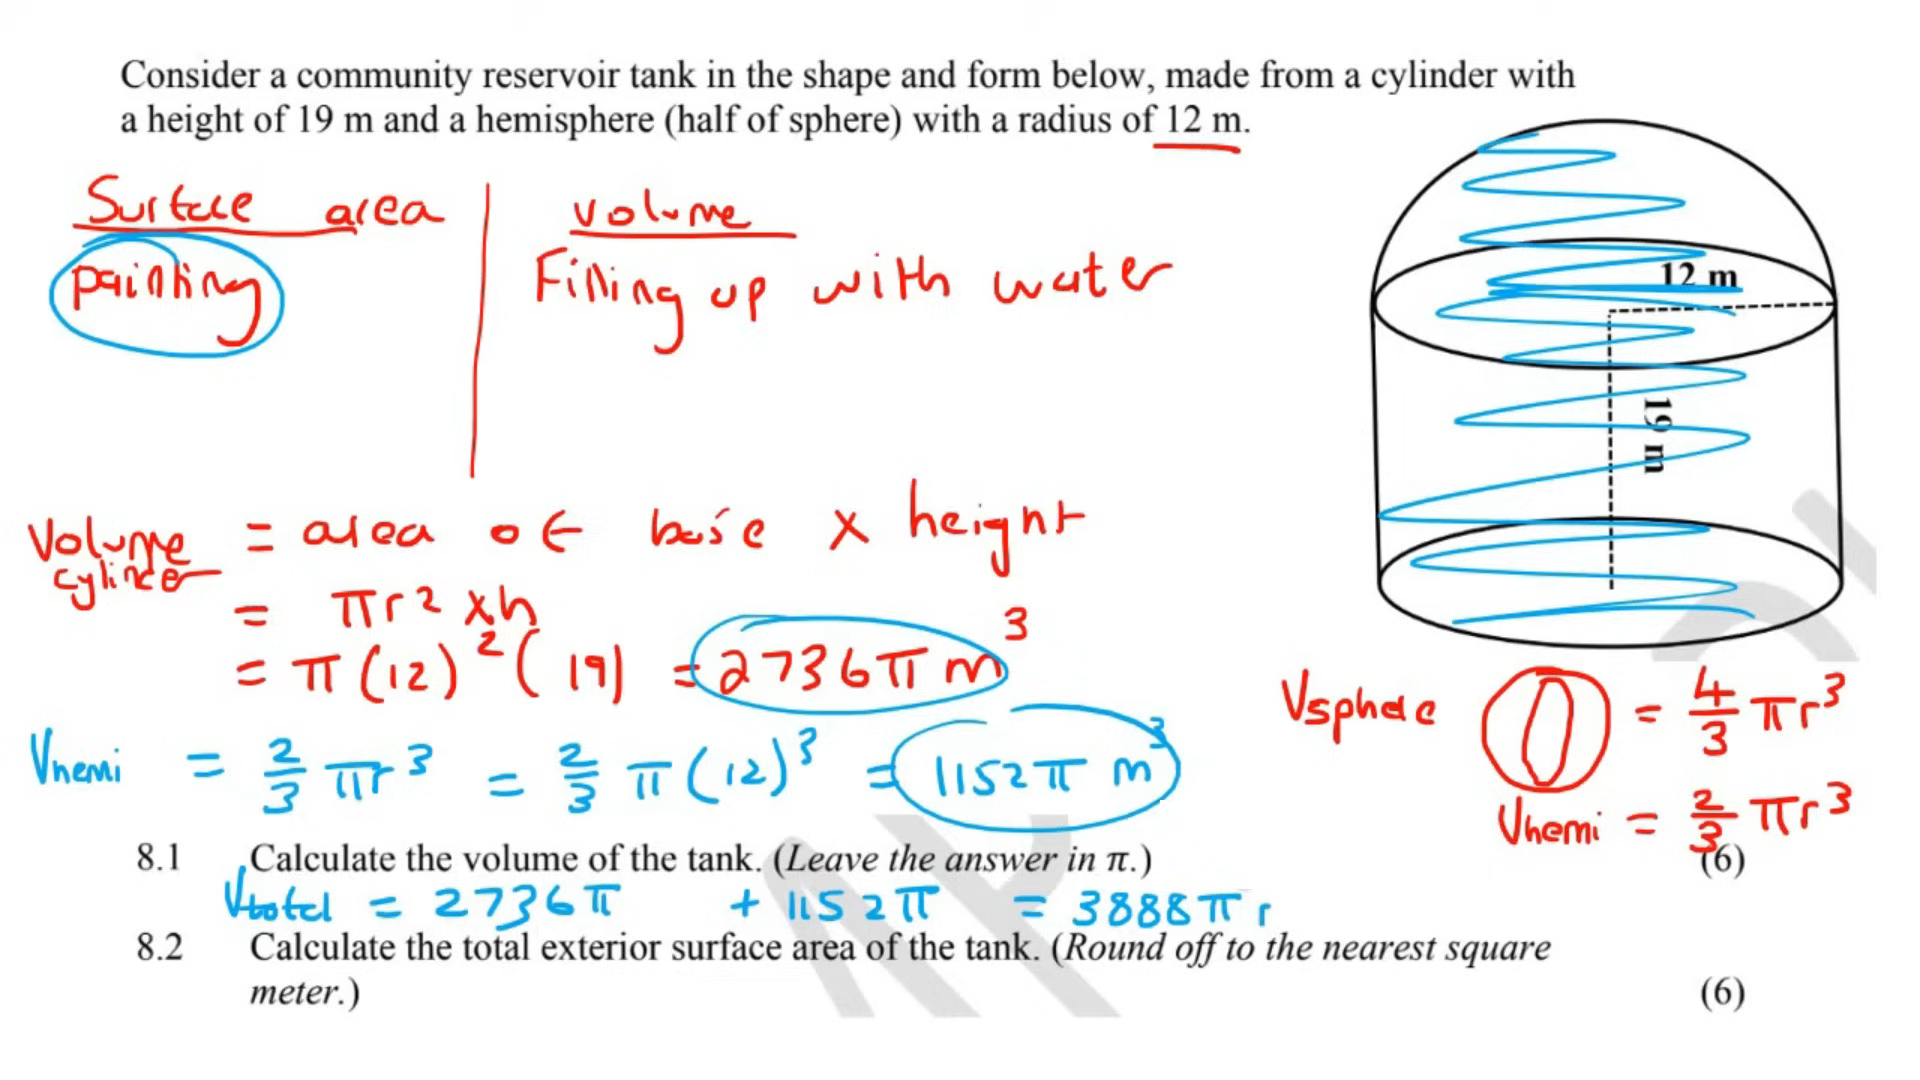 Consider a community reservoir tank in the shape and form below, made from a cylinder with
a height of 19 m and a hemisphere (half of sphere) with a radius of 12 m.
Surface area
painting
volume
Filling up with water
12 m
19 m
Volume cylinder = area of base x height
= πr² xh
= π(12)²(19) = 2736π m³
Vhemi = 2/3 πr³ = 2/3 π(12)³ = 1152π m³
Vsphere = 4/3 πr³
Vhemi = 2/3 πr³
8.1 Calculate the volume of the tank. (Leave the answer in π.) (6)
Vtotal = 2736π + 1152π = 3888π r
8.2 Calculate the total exterior surface area of the tank. (Round off to the nearest square
meter.) (6)